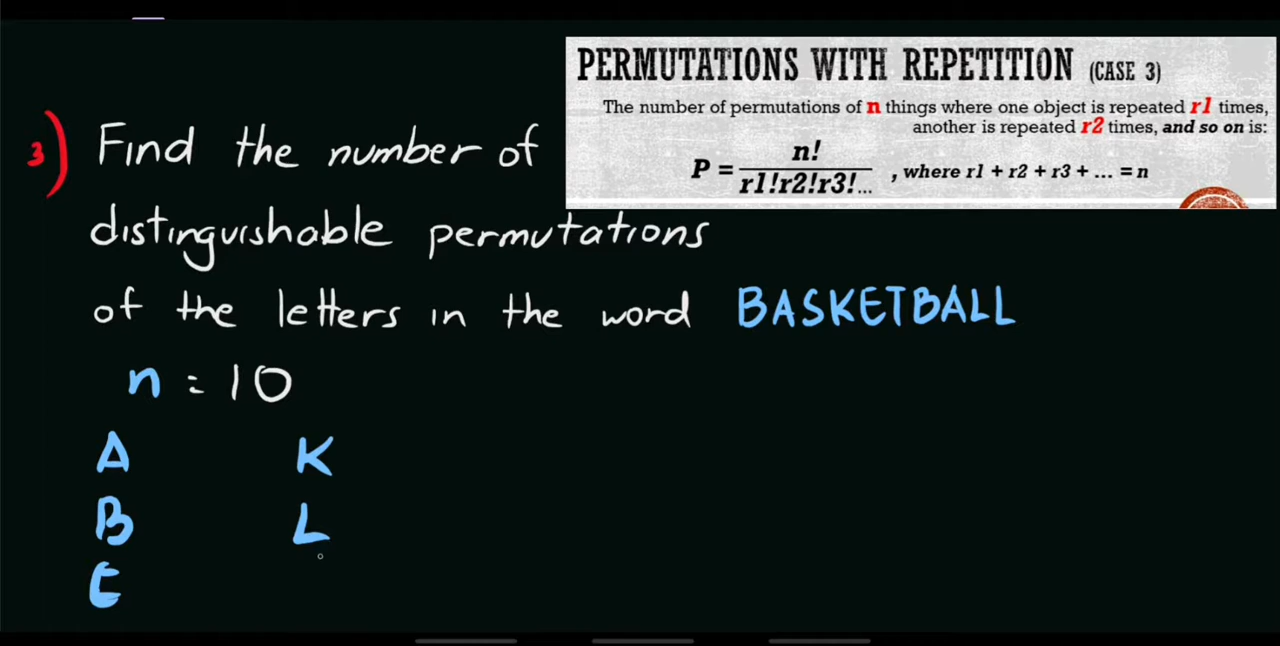 PERMUTATIONS WITH REPETITION (CASE 3)
The number of permutations of n things where one object is repeated r1 times,
another is repeated r2 times, and so on is:
P = n! / r1!r2!r3!... , where r1 + r2 + r3 + ... = n
3) Find the number of
distinguishable permutations
of the letters in the word BASKETBALL
n = 10
A K
B L
E